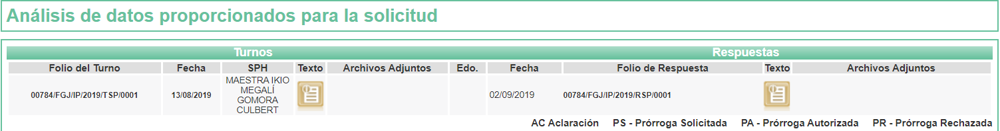 Análisis de datos proporcionados para la solicitud
Turnos Respuestas
Folio del Turno Fecha SPH Texto Archivos Adjuntos Edo. Fecha Folio de Respuesta Texto Archivos Adjuntos
00784/FGJ/IP/2019/TSP/0001 13/08/2019 MAESTRA IKIO
MEGALÍ
GOMORA
CULBERT 02/09/2019 00784/FGJ/IP/2019/RSP/0001
AC Aclaración PS - Prórroga Solicitada PA - Prórroga Autorizada PR - Prórroga Rechazada